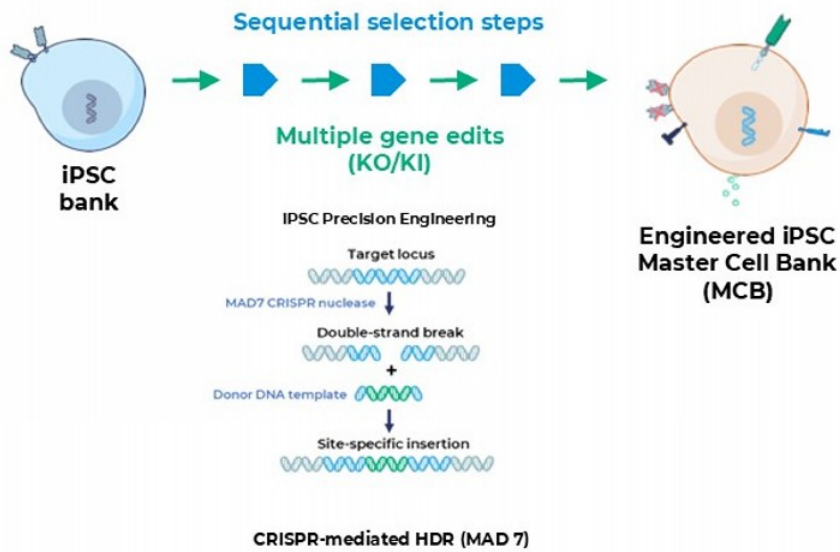 Sequential selection steps
Multiple gene edits
(KO/KI)
iPSC
bank
Engineered iPSC
Master Cell Bank
(MCB)
iPSC Precision Engineering
Target locus
MAD7 CRISPR nuclease
Double-strand break
+
Donor DNA template
Site-specific insertion
CRISPR-mediated HDR (MAD 7)